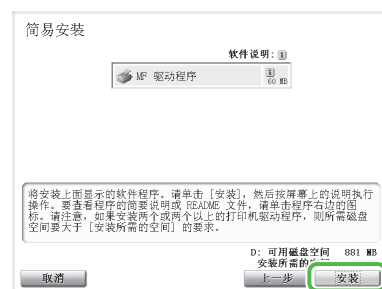 简易安装
软件说明: i
MF 驱动程序 i
60 MB
将安装上面显示的软件程序。请单击 [安装]，然后按屏幕上的说明执行
操作。要查看程序的简要说明或 README 文件，请单击程序右边的图
标。请注意，如果安装两个或两个以上的打印机驱动程序，则所需磁盘
空间要大于 [安装所需的空间] 的要求。
D: 可用磁盘空间 881 MB
安装所需的空间
取消 上一步 安装